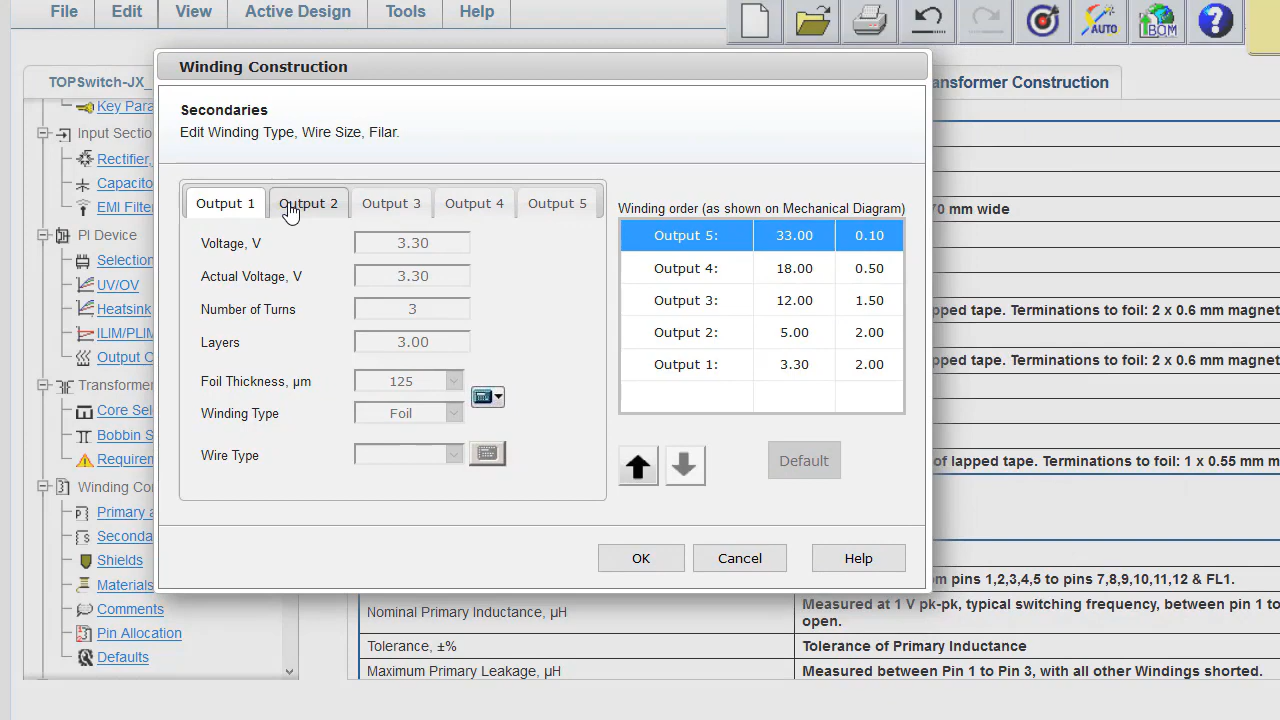 File Edit View Active Design Tools Help
AUTO
BOM
Winding Construction
TOPSwitch-JX_
ansformer Construction
Secondaries
Edit Winding Type, Wire Size, Filar.
Key Para
Input Sectio
Rectifier,
Capacito
EMI Filte
PI Device
Selection
UV/OV
Heatsink
ILIM/PLIM
Output O
Transformer
Core Sel
Bobbin S
Requirem
Winding Co
Primary a
Seconda
Shields
Materials
Comments
Pin Allocation
Defaults
Output 1 Output 2 Output 3 Output 4 Output 5
Voltage, V 3.30
Actual Voltage, V 3.30
Number of Turns 3
Layers 3.00
Foil Thickness, µm 125
Winding Type Foil
Wire Type
Winding order (as shown on Mechanical Diagram)
Output 5: 33.00 0.10
Output 4: 18.00 0.50
Output 3: 12.00 1.50
Output 2: 5.00 2.00
Output 1: 3.30 2.00
Default
OK Cancel Help
70 mm wide
pped tape. Terminations to foil: 2 x 0.6 mm magnet
pped tape. Terminations to foil: 2 x 0.6 mm magnet
of lapped tape. Terminations to foil: 1 x 0.55 mm m
om pins 1,2,3,4,5 to pins 7,8,9,10,11,12 & FL1.
Nominal Primary Inductance, µH
Measured at 1 V pk-pk, typical switching frequency, between pin 1 to
open.
Tolerance, ±% Tolerance of Primary Inductance
Maximum Primary Leakage, µH Measured between Pin 1 to Pin 3, with all other Windings shorted.